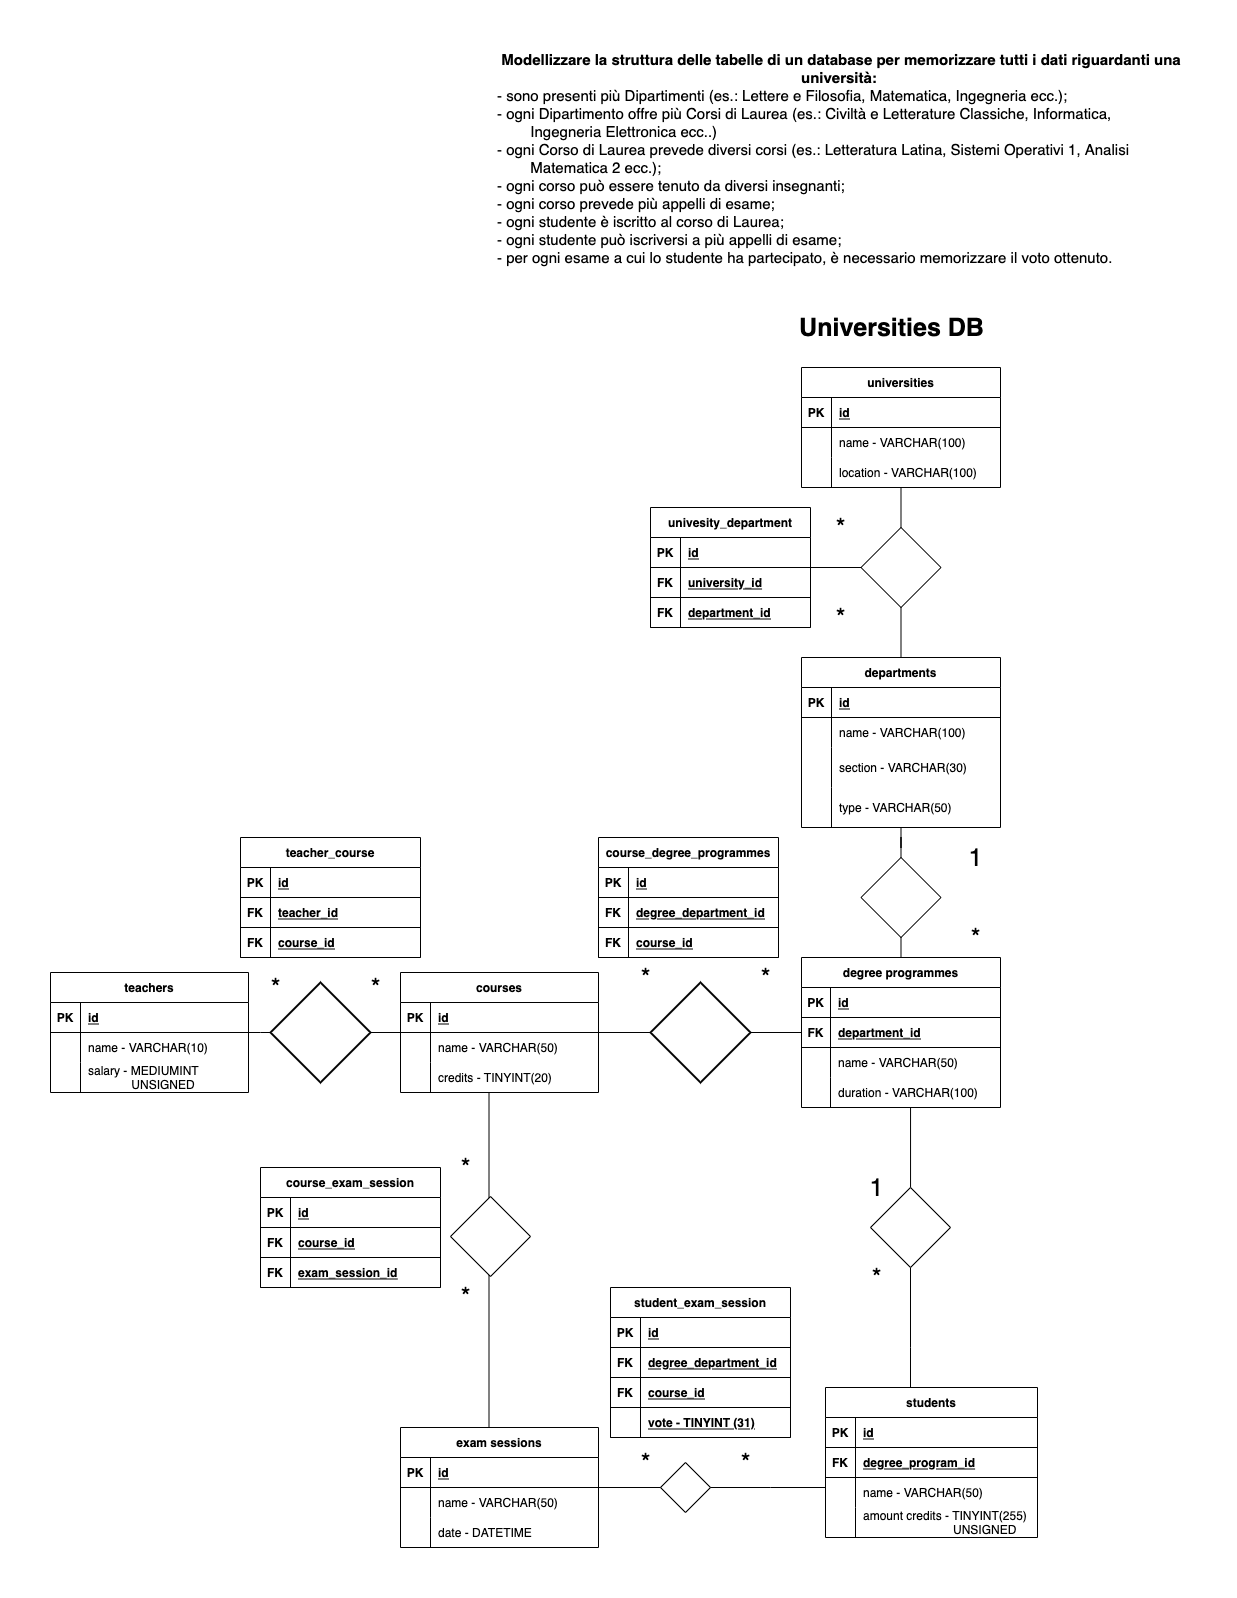 Modellizzare la struttura delle tabelle di un database per memorizzare tutti i dati riguardanti una
università:
- sono presenti più Dipartimenti (es.: Lettere e Filosofia, Matematica, Ingegneria ecc.);
- ogni Dipartimento offre più Corsi di Laurea (es.: Civiltà e Letterature Classiche, Informatica,
Ingegneria Elettronica ecc..)
- ogni Corso di Laurea prevede diversi corsi (es.: Letteratura Latina, Sistemi Operativi 1, Analisi
Matematica 2 ecc.);
- ogni corso può essere tenuto da diversi insegnanti;
- ogni corso prevede più appelli di esame;
- ogni studente è iscritto al corso di Laurea;
- ogni studente può iscriversi a più appelli di esame;
- per ogni esame a cui lo studente ha partecipato, è necessario memorizzare il voto ottenuto.
Universities DB
universities
PK id
name - VARCHAR(100)
location - VARCHAR(100)
univesity_department
PK id
FK university_id
FK department_id
*
*
departments
PK id
name - VARCHAR(100)
section - VARCHAR(30)
type - VARCHAR(50)
1
*
teacher_course
PK id
FK teacher_id
FK course_id
course_degree_programmes
PK id
FK degree_department_id
FK course_id
* * * *
teachers
PK id
name - VARCHAR(10)
salary - MEDIUMINT
UNSIGNED
courses
PK id
name - VARCHAR(50)
credits - TINYINT(20)
degree programmes
PK id
FK department_id
name - VARCHAR(50)
duration - VARCHAR(100)
*
course_exam_session
PK id
FK course_id
FK exam_session_id
*
1
*
student_exam_session
PK id
FK degree_department_id
FK course_id
vote - TINYINT (31)
* *
exam sessions
PK id
name - VARCHAR(50)
date - DATETIME
students
PK id
FK degree_program_id
name - VARCHAR(50)
amount credits - TINYINT(255)
UNSIGNED